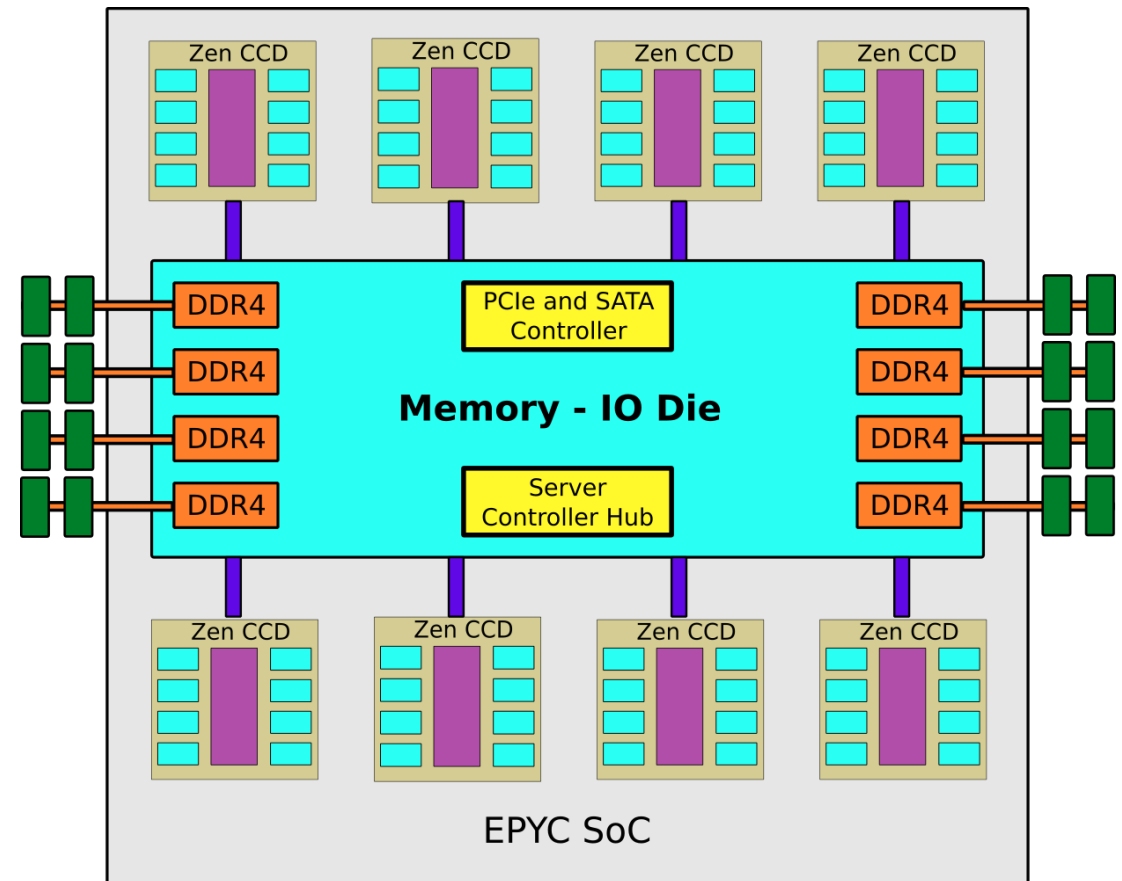 Zen CCD
Zen CCD
Zen CCD
Zen CCD
DDR4
PCIe and SATA
Controller
DDR4
DDR4
DDR4
Memory - IO Die
DDR4
DDR4
DDR4
Server
Controller Hub
DDR4
Zen CCD
Zen CCD
Zen CCD
Zen CCD
EPYC SoC